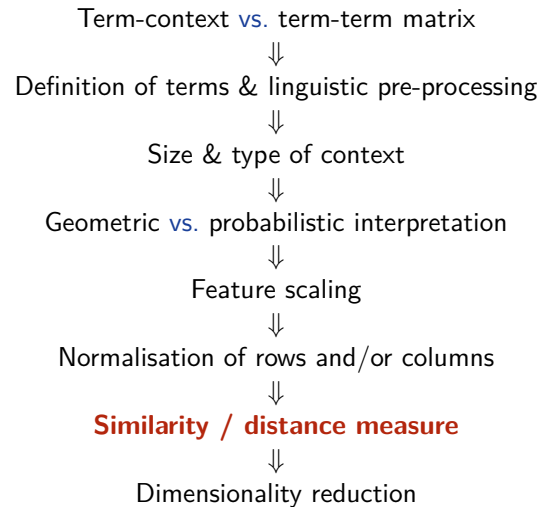 Term-context vs. term-term matrix
⇓
Definition of terms & linguistic pre-processing
⇓
Size & type of context
⇓
Geometric vs. probabilistic interpretation
⇓
Feature scaling
⇓
Normalisation of rows and/or columns
⇓
Similarity / distance measure
⇓
Dimensionality reduction